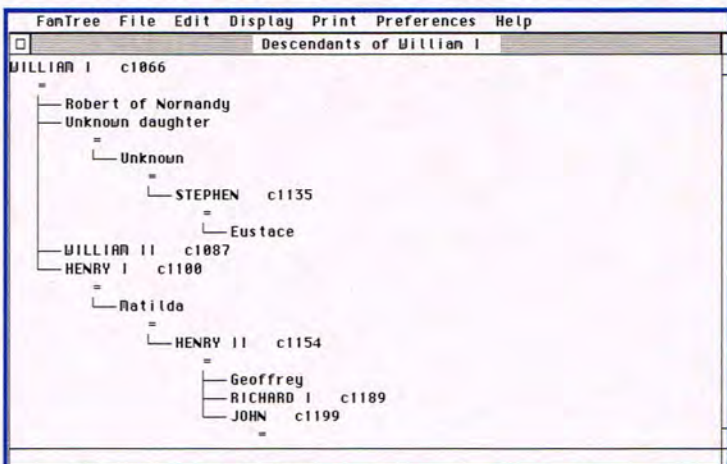 FamTree File Edit Display Print Preferences Help
Descendants of William I
WILLIAM I c1066
=
Robert of Normandy
Unknown daughter
=
Unknown
=
STEPHEN c1135
=
Eustace
WILLIAM II c1087
HENRY I c1100
=
Matilda
=
HENRY II c1154
=
Geoffrey
RICHARD I c1189
JOHN c1199
=